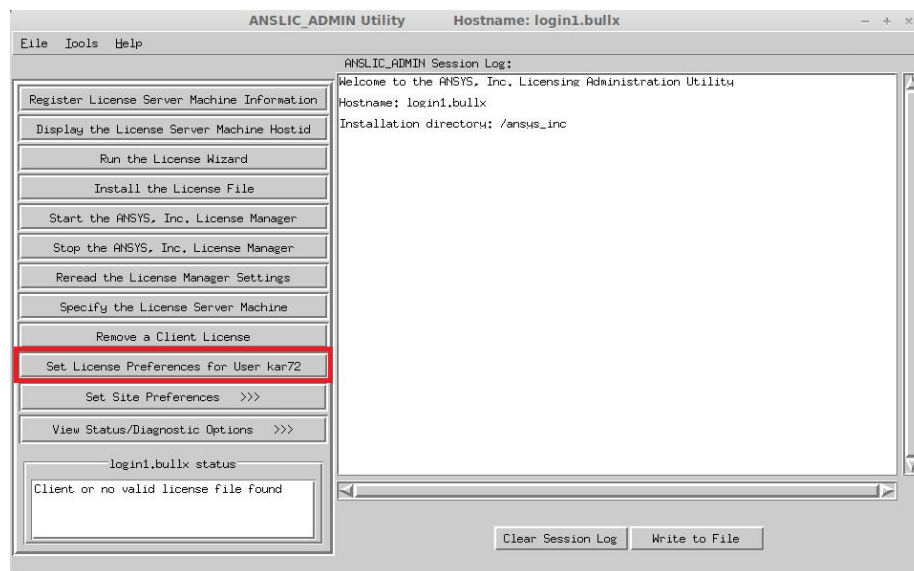 ANSLIC_ADMIN Utility Hostname: login1.bullx
File Tools Help
ANSLIC_ADMIN Session Log:
Register License Server Machine Information
Display the License Server Machine Hostid
Run the License Wizard
Install the License File
Start the ANSYS, Inc. License Manager
Stop the ANSYS, Inc. License Manager
Reread the License Manager Settings
Specify the License Server Machine
Remove a Client License
Set License Preferences for User kar72
Set Site Preferences >>>
View Status/Diagnostic Options >>>
login1.bullx status
Client or no valid license file found
Welcome to the ANSYS, Inc. Licensing Administration Utility
Hostname: login1.bullx
Installation directory: /ansys_inc
Clear Session Log Write to File